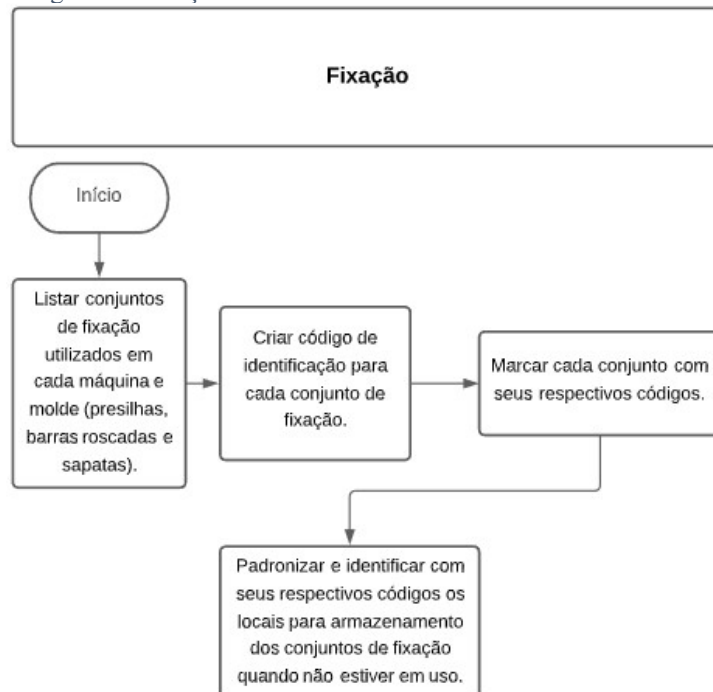 Fixação
Início
Listar conjuntos
de fixação
utilizados em
cada máquina e
molde (presilhas,
barras roscadas e
sapatas).
Criar código de
identificação para
cada conjunto de
fixação.
Marcar cada conjunto com
seus respectivos códigos.
Padronizar e identificar com
seus respectivos códigos os
locais para armazenamento
dos conjuntos de fixação
quando não estiver em uso.